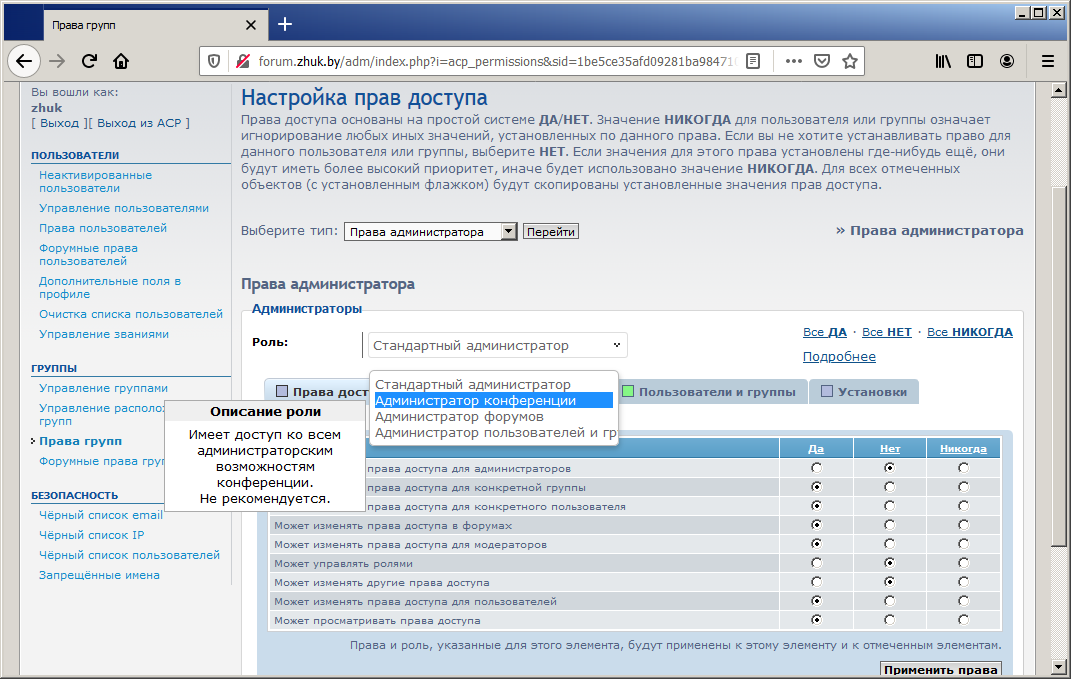 Права групп
forum.zhuk.by/adm/index.php?i=acp_permissions&sid=1be5ce35afd09281ba98471
Вы вошли как:
zhuk
[ Выход ][ Выход из ACP ]
ПОЛЬЗОВАТЕЛИ
Неактивированные
пользователи
Управление пользователями
Права пользователей
Форумные права
пользователей
Дополнительные поля в
профиле
Очистка списка пользователей
Управление званиями
ГРУППЫ
Управление группами
Управление располо
групп
Права групп
Форумные права гру
БЕЗОПАСНОСТЬ
Чёрный список email
Чёрный список IP
Чёрный список пользователей
Запрещённые имена
Настройка прав доступа
Права доступа основаны на простой системе ДА/НЕТ. Значение НИКОГДА для пользователя или группы означает
игнорирование любых иных значений, установленных по данного права. Если вы не хотите устанавливать право для
данного пользователя или группы, выберите НЕТ. Если значения для этого права установлены где-нибудь ещё, они
будут иметь более высокий приоритет, иначе будет использовано значение НИКОГДА. Для всех отмеченных
объектов (с установленным флажком) будут скопированы установленные значения прав доступа.
Выберите тип: Права администратора Перейти
» Права администратора
Права администратора
Администраторы
Роль: Стандартный администратор
Все ДА · Все НЕТ · Все НИКОГДА
Подробнее
Стандартный администратор
Администратор конференции
Администратор форумов
Администратор пользователей и гр
Права дост
Пользователи и группы
Установки
Описание роли
Имеет доступ ко всем
администраторским
возможностям
конференции.
Не рекомендуется.
Да Нет Никогда
права доступа для администраторов
права доступа для конкретной группы
права доступа для конкретного пользователя
Может изменять права доступа в форумах
Может изменять права доступа для модераторов
Может управлять ролями
Может изменять другие права доступа
Может изменять права доступа для пользователей
Может просматривать права доступа
Права и роль, указанные для этого элемента, будут применены к этому элементу и к отмеченным элементам.
Применить права